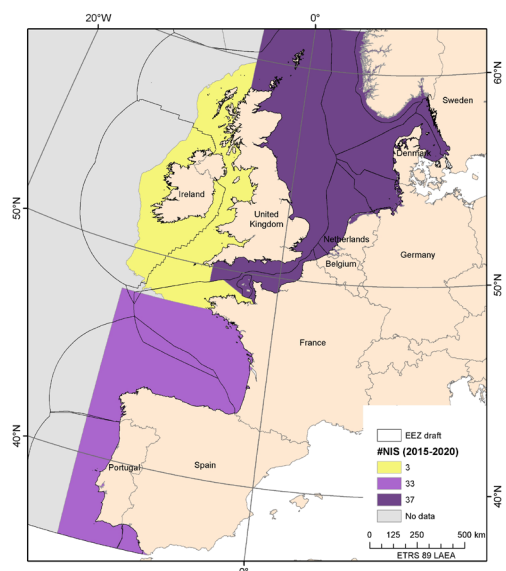 20°W
0°
60°N
Sweden
Denmark
Ireland
50°N
United
Kingdom
Netherlands
Belgium
Germany
50°N
France
EEZ draft
#NIS (2015-2020)
3
33
37
No data
40°N
Portugal
Spain
40°N
0 125 250 500 km
ETRS 89 LAEA